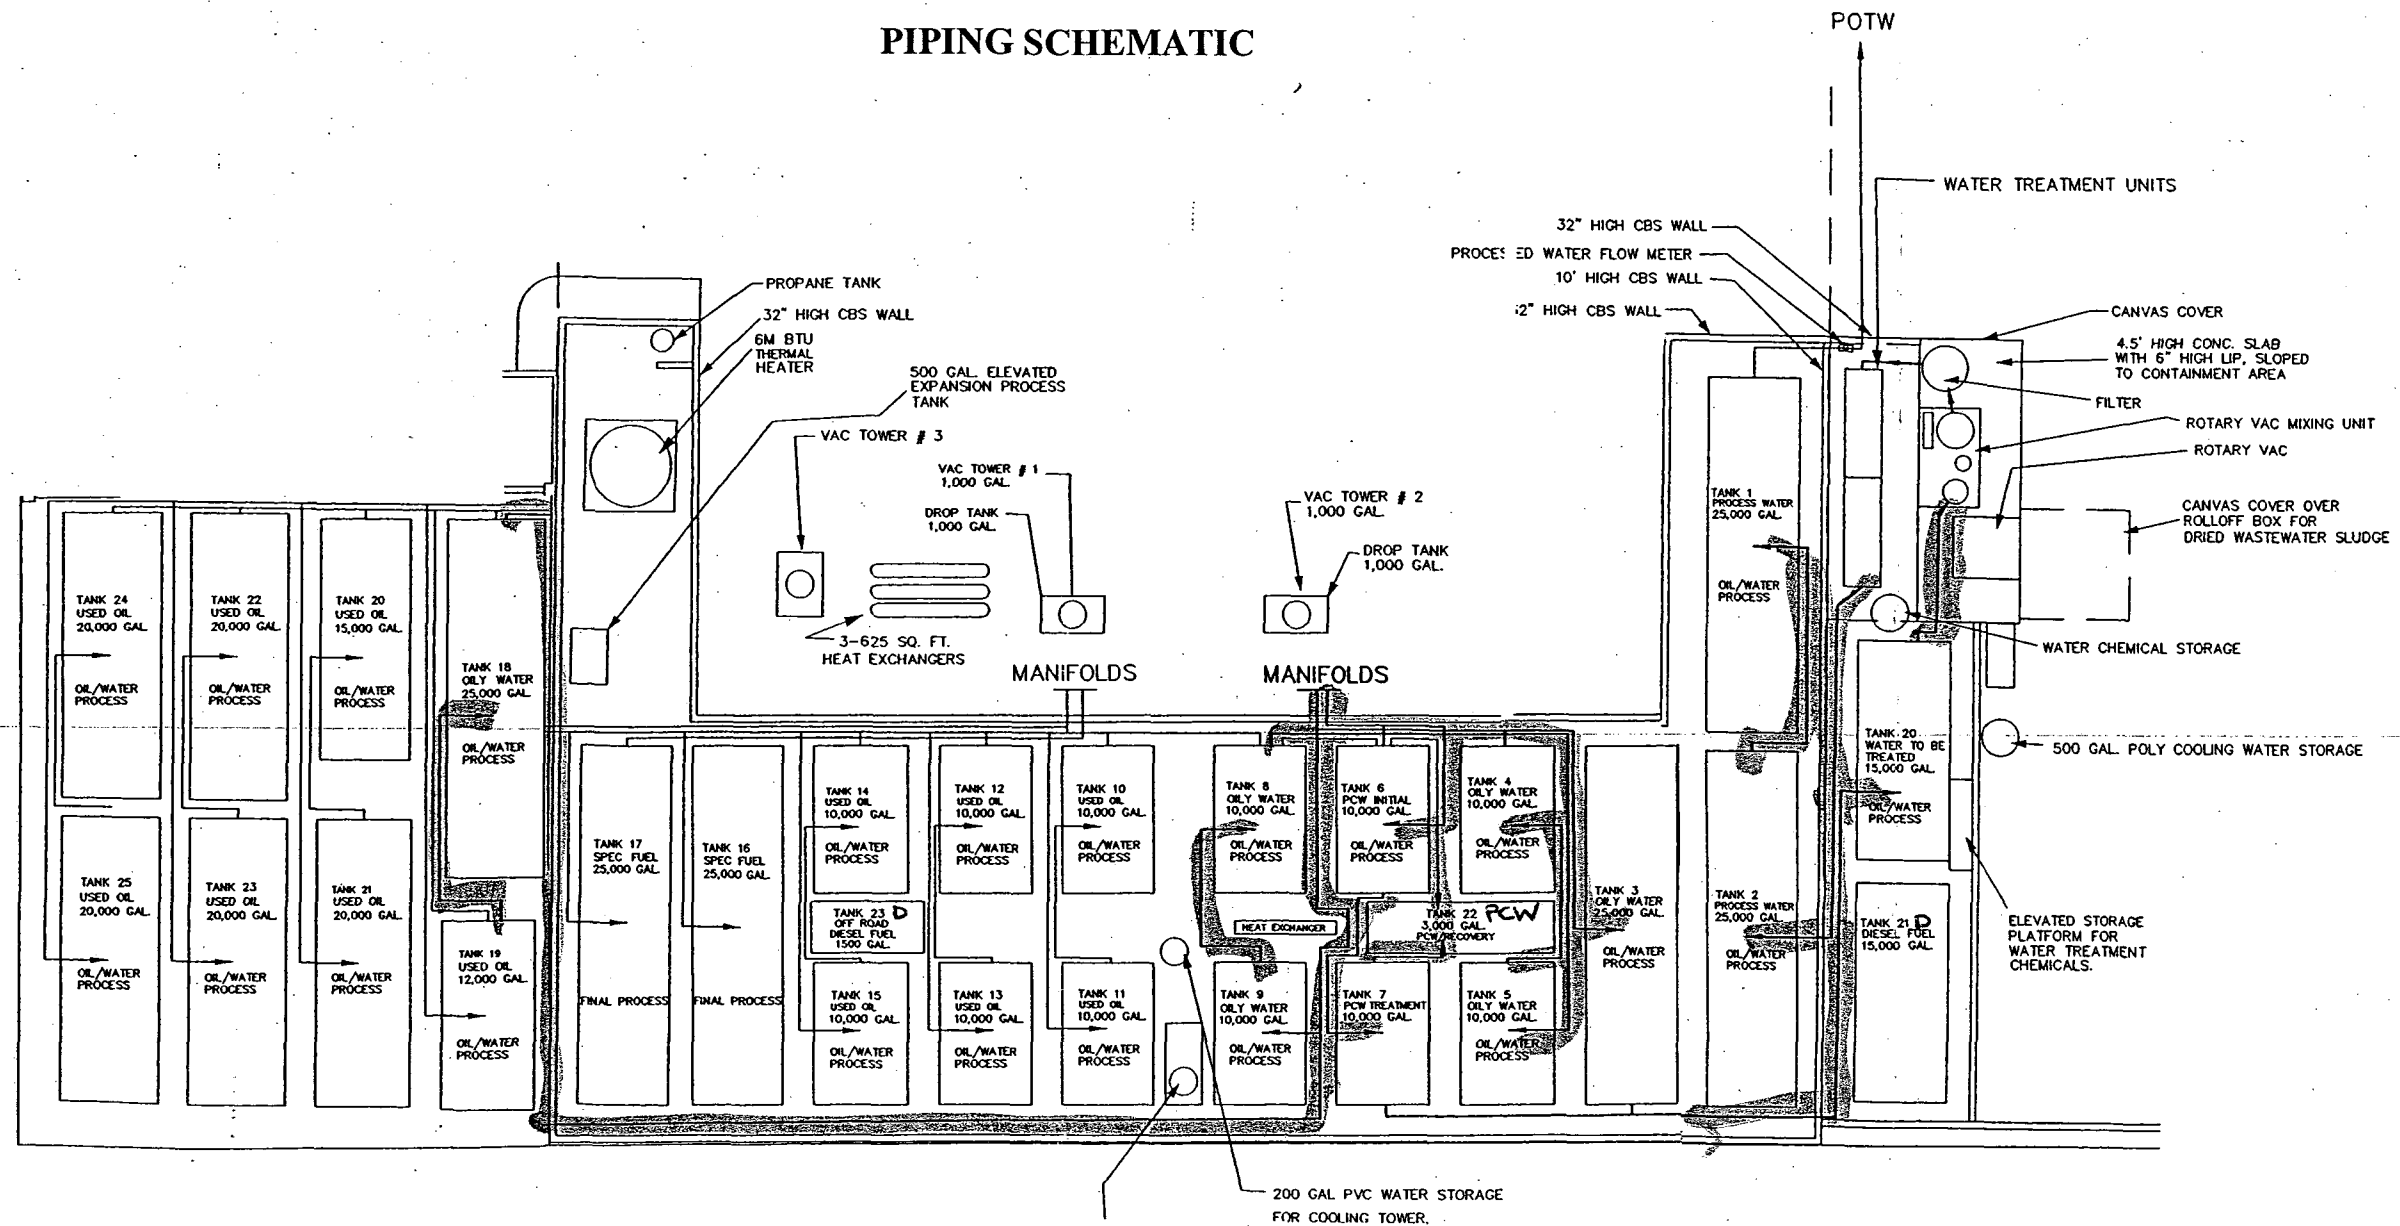 PIPING SCHEMATIC
POTW
WATER TREATMENT UNITS
32" HIGH CBS WALL
PROCES ED WATER FLOW METER
10' HIGH CBS WALL
2" HIGH CBS WALL
CANVAS COVER
4.5' HIGH CONC. SLAB
WITH 6" HIGH LIP, SLOPED
TO CONTAINMENT AREA
FILTER
ROTARY VAC MIXING UNIT
ROTARY VAC
CANVAS COVER OVER
ROLLOFF BOX FOR
DRIED WASTEWATER SLUDGE
WATER CHEMICAL STORAGE
500 GAL. POLY COOLING WATER STORAGE
ELEVATED STORAGE
PLATFORM FOR
WATER TREATMENT
CHEMICALS.
PROPANE TANK
32" HIGH CBS WALL
6M BTU
THERMAL
HEATER
500 GAL. ELEVATED
EXPANSION PROCESS
TANK
VAC TOWER # 3
VAC TOWER # 1
1,000 GAL.
DROP TANK
1,000 GAL.
VAC TOWER # 2
1,000 GAL.
DROP TANK
1,000 GAL.
3-625 SQ. FT.
HEAT EXCHANGERS
MANIFOLDS
MANIFOLDS
TANK 24
USED OIL
20,000 GAL.
OIL/WATER
PROCESS
TANK 22
USED OIL
20,000 GAL.
OIL/WATER
PROCESS
TANK 20
USED OIL
15,000 GAL.
OIL/WATER
PROCESS
TANK 18
OILY WATER
25,000 GAL.
OIL/WATER
PROCESS
TANK 25
USED OIL
20,000 GAL.
OIL/WATER
PROCESS
TANK 23
USED OIL
20,000 GAL.
OIL/WATER
PROCESS
TANK 21
USED OIL
20,000 GAL.
OIL/WATER
PROCESS
TANK 19
USED OIL
12,000 GAL.
OIL/WATER
PROCESS
TANK 17
SPEC FUEL
25,000 GAL.
FINAL PROCESS
TANK 16
SPEC FUEL
25,000 GAL.
FINAL PROCESS
TANK 14
USED OIL
10,000 GAL.
OIL/WATER
PROCESS
TANK 12
USED OIL
10,000 GAL.
OIL/WATER
PROCESS
TANK 10
USED OIL
10,000 GAL.
OIL/WATER
PROCESS
TANK 8
OILY WATER
10,000 GAL.
OIL/WATER
PROCESS
TANK 6
PCW INITIAL
10,000 GAL.
OIL/WATER
PROCESS
TANK 4
OILY WATER
10,000 GAL.
OIL/WATER
PROCESS
TANK 23 D
OFF ROAD
DIESEL FUEL
1500 GAL.
HEAT EXCHANGER
TANK 22 PCW
3,000 GAL.
PCW RECOVERY
TANK 15
USED OIL
10,000 GAL.
OIL/WATER
PROCESS
TANK 13
USED OIL
10,000 GAL.
OIL/WATER
PROCESS
TANK 11
USED OIL
10,000 GAL.
OIL/WATER
PROCESS
TANK 9
OILY WATER
10,000 GAL.
OIL/WATER
PROCESS
TANK 7
PCW TREATMENT
10,000 GAL.
TANK 5
OILY WATER
10,000 GAL.
OIL/WATER
PROCESS
TANK 3
OILY WATER
25,000 GAL.
OIL/WATER
PROCESS
TANK 1
PROCESS WATER
25,000 GAL.
OIL/WATER
PROCESS
TANK 2
PROCESS WATER
25,000 GAL.
OIL/WATER
PROCESS
TANK 20
WATER TO BE
TREATED
15,000 GAL.
OIL/WATER
PROCESS
TANK 21 D
DIESEL FUEL
15,000 GAL.
200 GAL PVC WATER STORAGE
FOR COOLING TOWER,